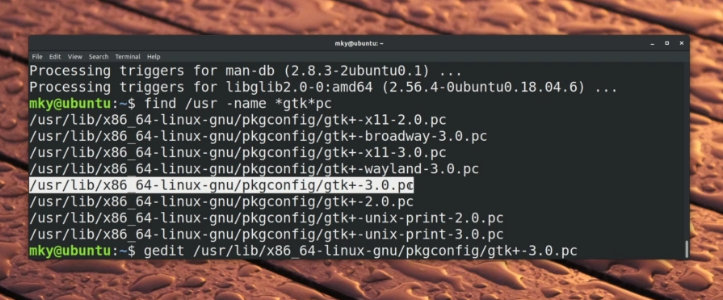 mky@ubuntu: ~
File Edit View Search Terminal Help
Processing triggers for man-db (2.8.3-2ubuntu0.1) ...
Processing triggers for libglib2.0-0:amd64 (2.56.4-0ubuntu0.18.04.6) ...
mky@ubuntu:~$ find /usr -name *gtk*pc
/usr/lib/x86_64-linux-gnu/pkgconfig/gtk+-x11-2.0.pc
/usr/lib/x86_64-linux-gnu/pkgconfig/gtk+-broadway-3.0.pc
/usr/lib/x86_64-linux-gnu/pkgconfig/gtk+-x11-3.0.pc
/usr/lib/x86_64-linux-gnu/pkgconfig/gtk+-wayland-3.0.pc
/usr/lib/x86_64-linux-gnu/pkgconfig/gtk+-3.0.pc
/usr/lib/x86_64-linux-gnu/pkgconfig/gtk+-2.0.pc
/usr/lib/x86_64-linux-gnu/pkgconfig/gtk+-unix-print-2.0.pc
/usr/lib/x86_64-linux-gnu/pkgconfig/gtk+-unix-print-3.0.pc
mky@ubuntu:~$ gedit /usr/lib/x86_64-linux-gnu/pkgconfig/gtk+-3.0.pc